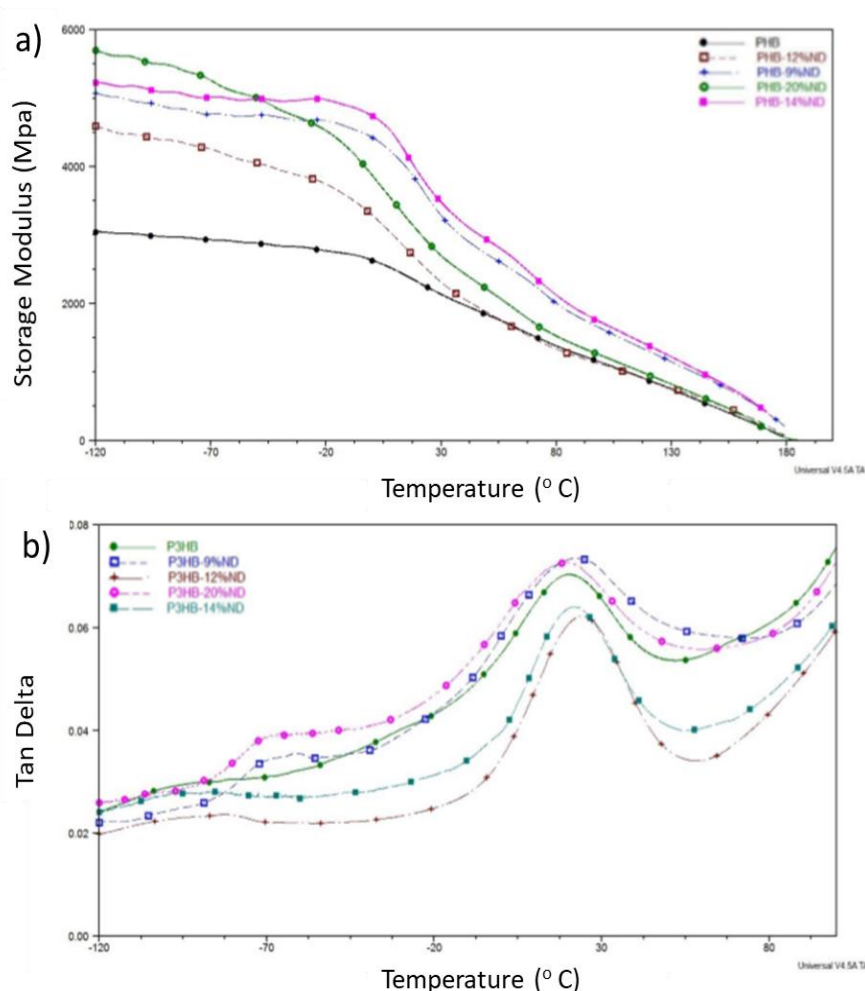 a)
Storage Modulus (Mpa)
6000
4000
2000
0
PHB
PHB-12%ND
PHB-9%ND
PHB-20%ND
PHB-14%ND
-120 -70 -20 30 80 130 180
Universal V4.5A TA
Temperature (° C)
b)
Tan Delta
0.08
0.06
0.04
0.02
0.00
P3HB
P3HB-9%ND
P3HB-12%ND
P3HB-20%ND
P3HB-14%ND
-120 -70 -20 30 80
Universal V4.5A TA
Temperature (° C)